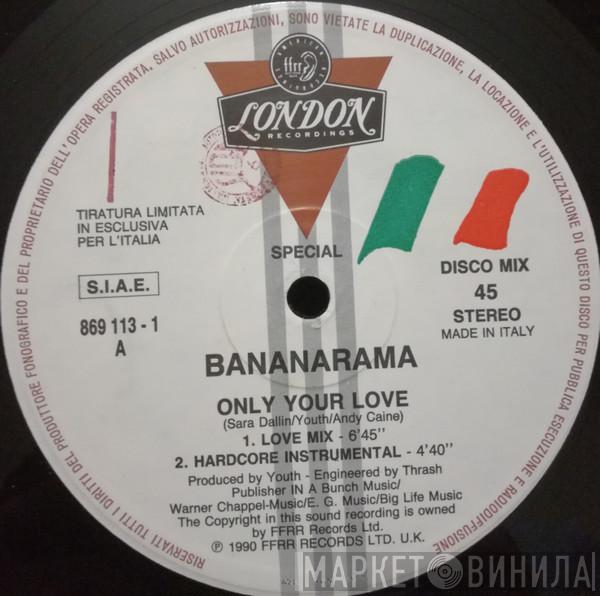 RISERVATI TUTTI I DIRITTI DEL PRODUTTORE FONOGRAFICO E DEL PROPRIETARIO DELL'OPERA REGISTRATA, SALVO AUTORIZZAZIONI, SONO VIETATE LA DUPLICAZIONE, LA LOCAZIONE E L'UTILIZZAZIONE DI QUESTO DISCO PER PUBBLICA ESECUZIONE E RADIODIFFUSIONE
ffrr
LONDON
RECORDINGS
TIRATURA LIMITATA
IN ESCLUSIVA
PER L'ITALIA
SPECIAL
S.I.A.E.
869 113 - 1
A
DISCO MIX
45
STEREO
MADE IN ITALY
BANANARAMA
ONLY YOUR LOVE
(Sara Dallin/Youth/Andy Caine)
1. LOVE MIX - 6'45''
2. HARDCORE INSTRUMENTAL - 4'40''
Produced by Youth - Engineered by Thrash
Publisher IN A Bunch Music/
Warner Chappel-Music/E. G. Music/Big Life Music
The Copyright in this sound recording is owned
by FFRR Records Ltd.
℗ 1990 FFRR RECORDS LTD. U.K.
МАРКЕТ ВИНИЛА